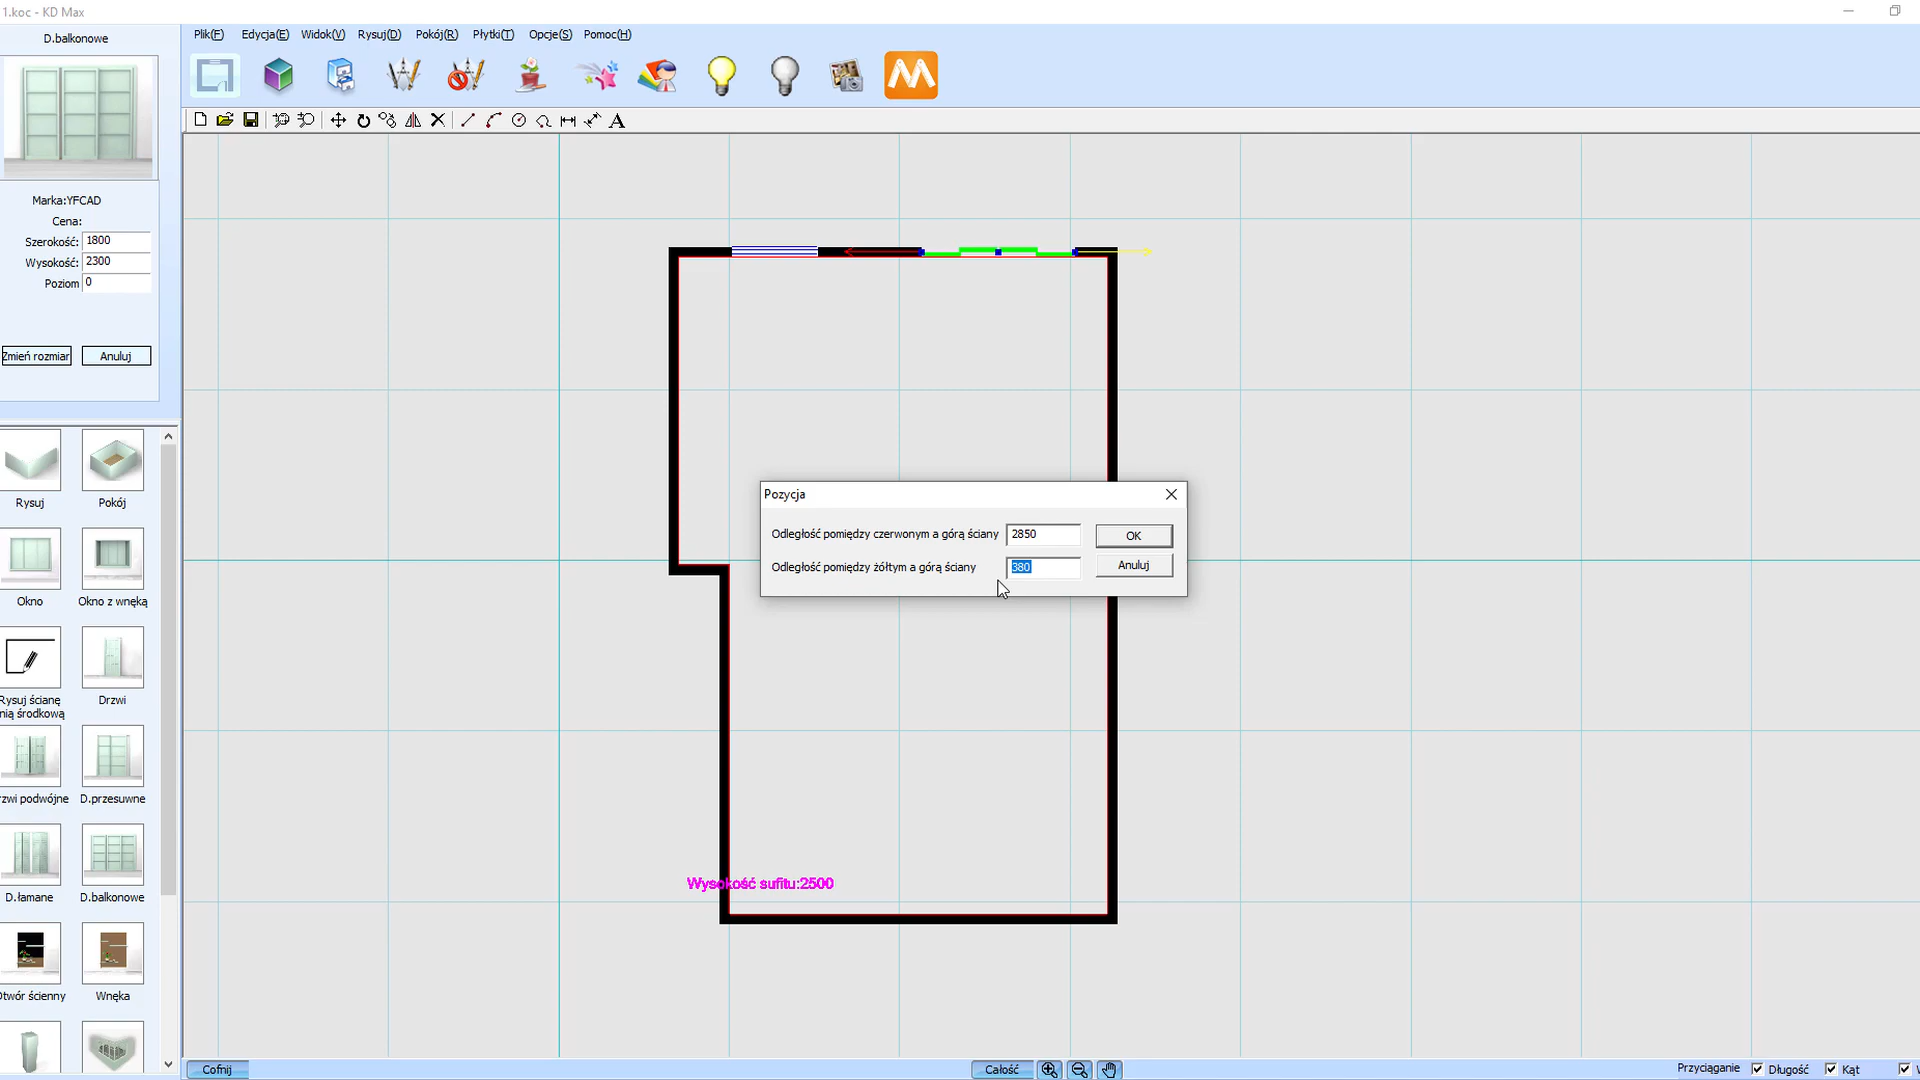 1.koc - KD Max
D.balkonowe
Plik(F) Edycja(E) Widok(V) Rysuj(D) Pokój(R) Płytki(T) Opcje(S) Pomoc(H)
Marka:YFCAD
Cena:
Szerokość: 1800
Wysokość: 2300
Poziom 0
Zmień rozmiar Anuluj
Rysuj Pokój
Okno Okno z wnęką
Rysuj ścianę
nią środkową
Drzwi
rzwi podwójne D.przesuwne
D.łamane D.balkonowe
Otwór ścienny Wnęka
A
Pozycja
Odległość pomiędzy czerwonym a górą ściany 2850 OK
Odległość pomiędzy żółtym a górą ściany 380 Anuluj
Wysokość sufitu:2500
Cofnij Całość Przyciąganie Długość Kąt